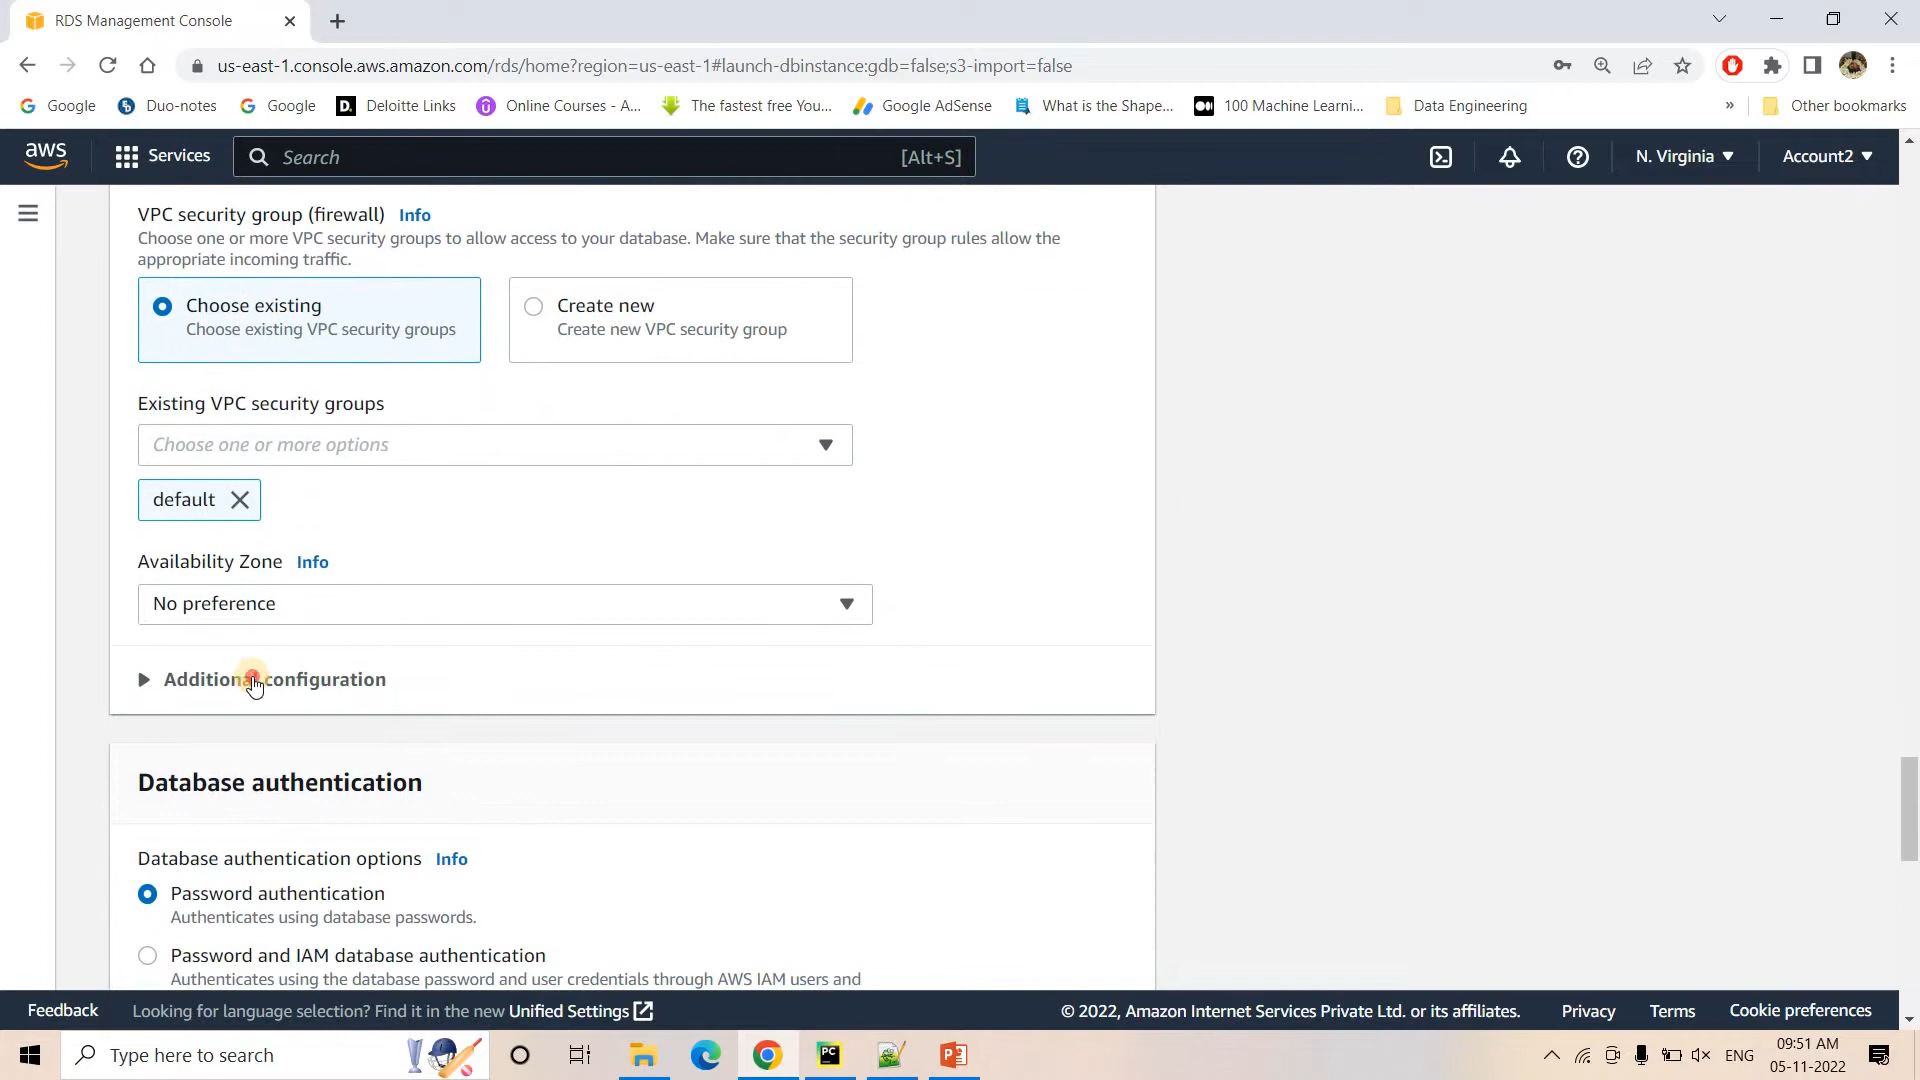 RDS Management Console
us-east-1.console.aws.amazon.com/rds/home?region=us-east-1#launch-dbinstance:gdb=false;s3-import=false
Google
Duo-notes
Google
D.
Deloitte Links
Online Courses - A...
The fastest free You...
Google AdSense
What is the Shape...
100 Machine Learni...
Data Engineering
»
Other bookmarks
aws
Services
Search
[Alt+S]
N. Virginia
Account2
VPC security group (firewall) Info
Choose one or more VPC security groups to allow access to your database. Make sure that the security group rules allow the
appropriate incoming traffic.
Choose existing
Choose existing VPC security groups
Create new
Create new VPC security group
Existing VPC security groups
Choose one or more options
default
Availability Zone Info
No preference
Additional configuration
Database authentication
Database authentication options Info
Password authentication
Authenticates using database passwords.
Password and IAM database authentication
Authenticates using the database password and user credentials through AWS IAM users and
Feedback
Looking for language selection? Find it in the new Unified Settings
© 2022, Amazon Internet Services Private Ltd. or its affiliates.
Privacy
Terms
Cookie preferences
Type here to search
PC
ENG
09:51 AM
05-11-2022